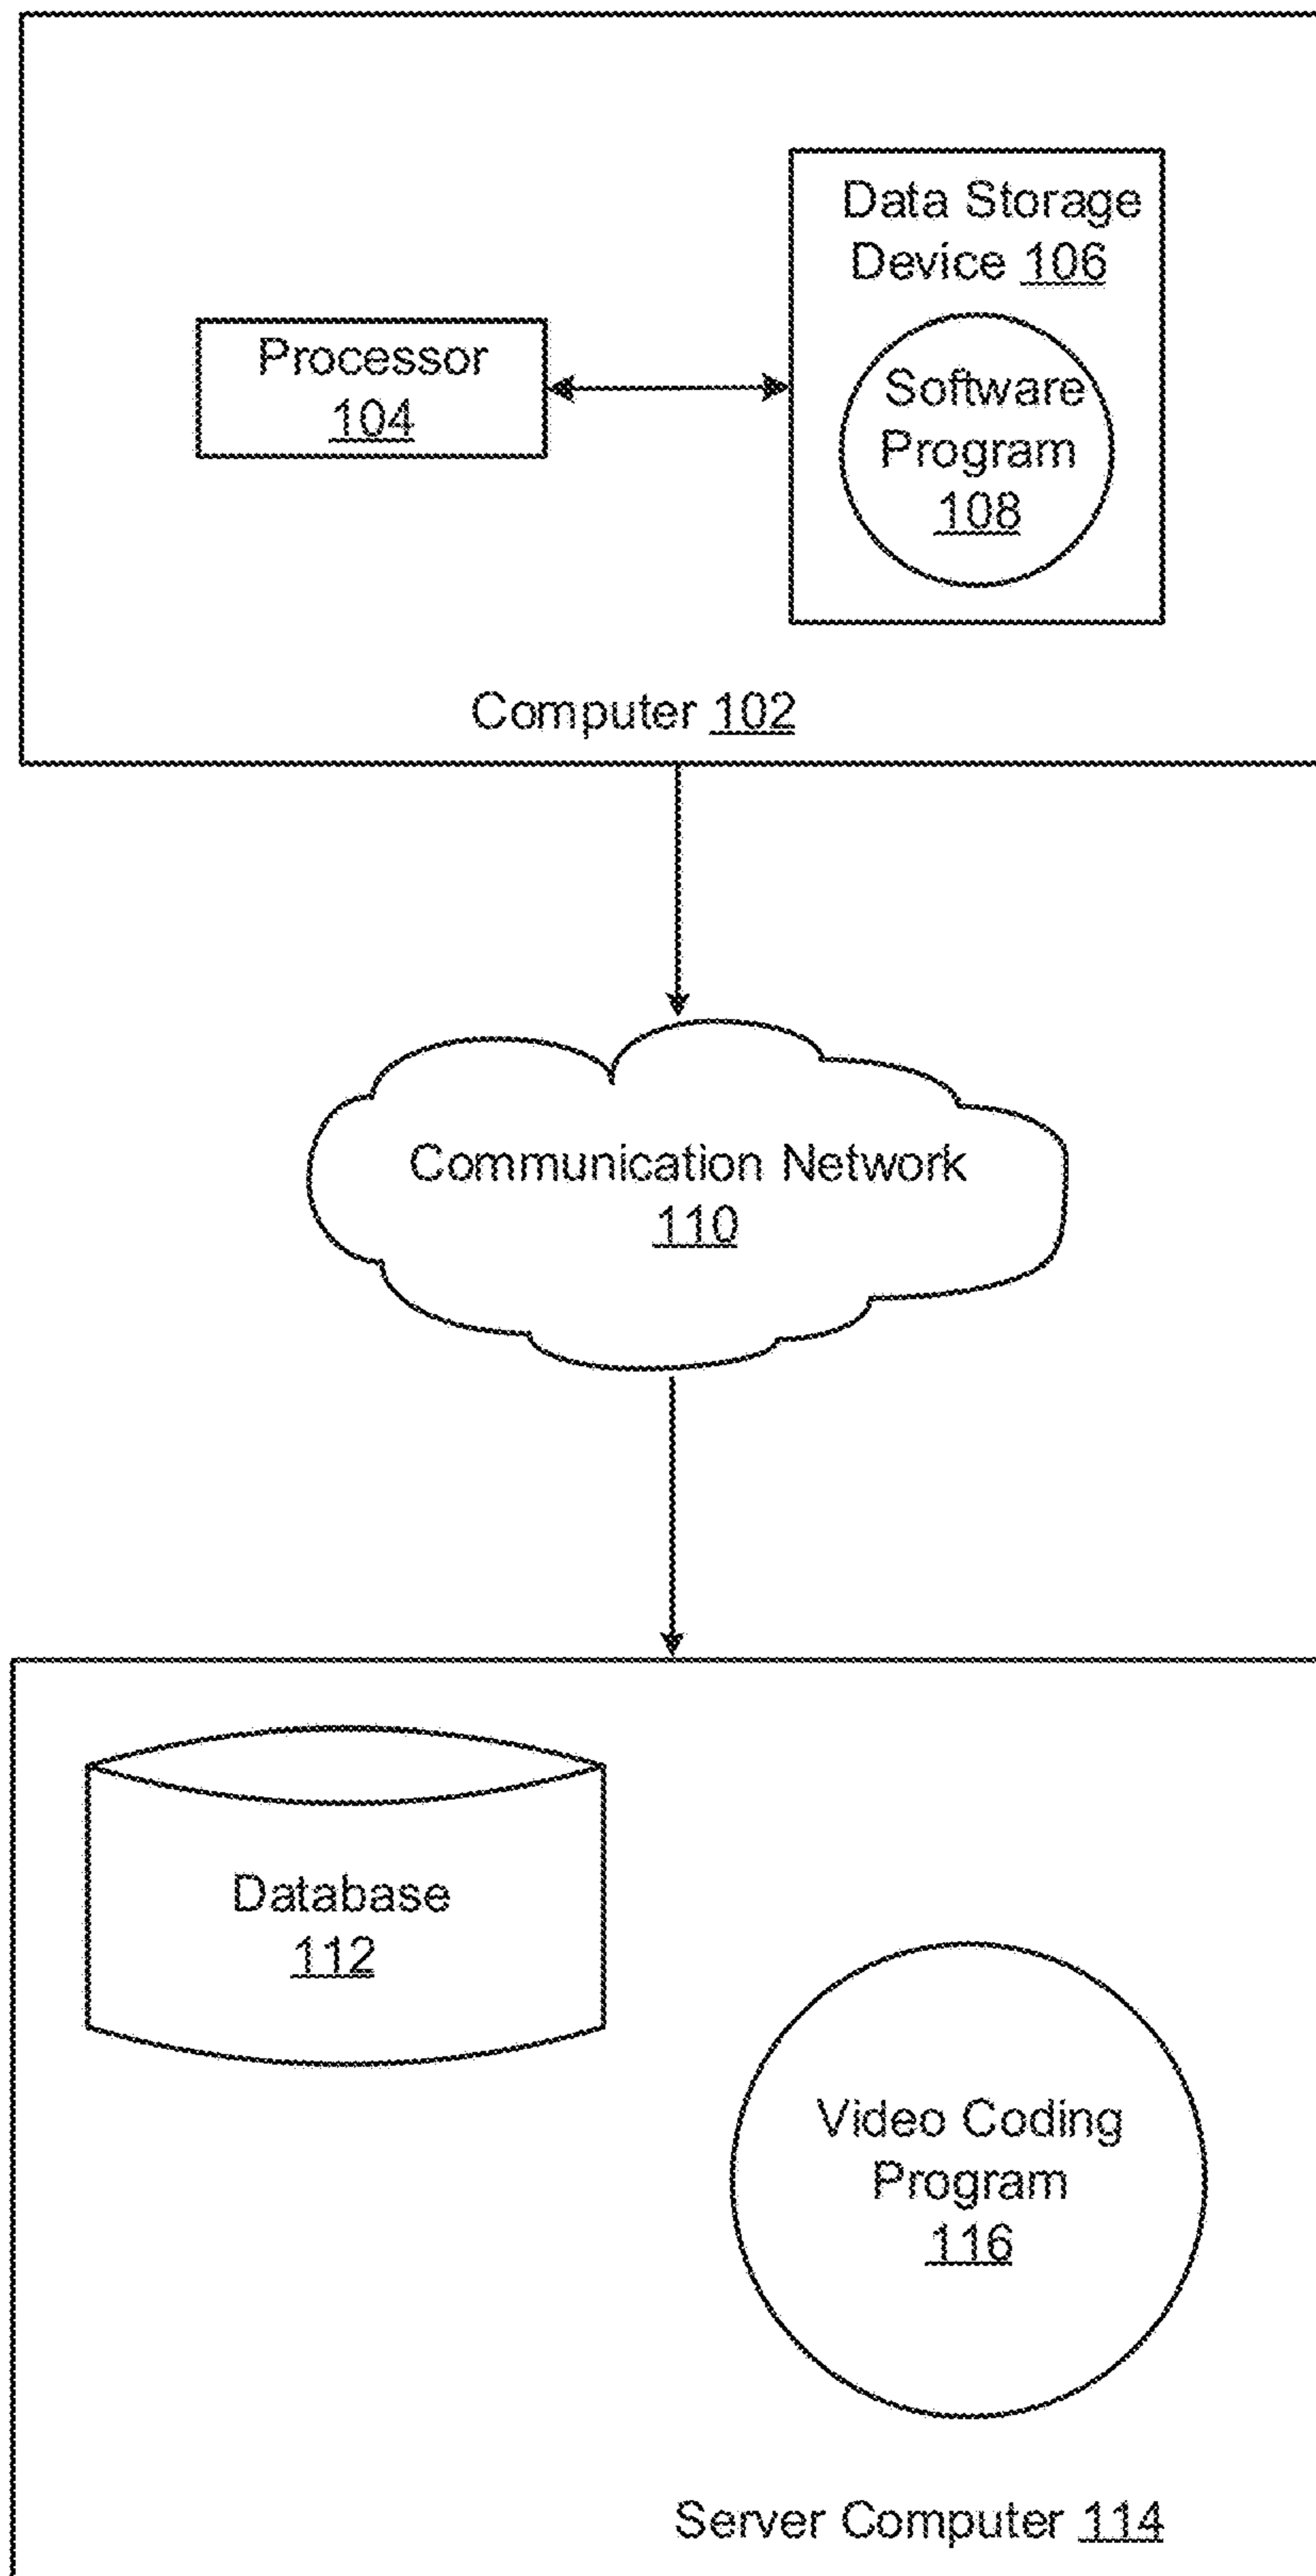 Data Storage
Device 106
Processor
104
Software
Program
108
Computer 102
Communication Network
110
Database
112
Video Coding
Program
116
Server Computer 114